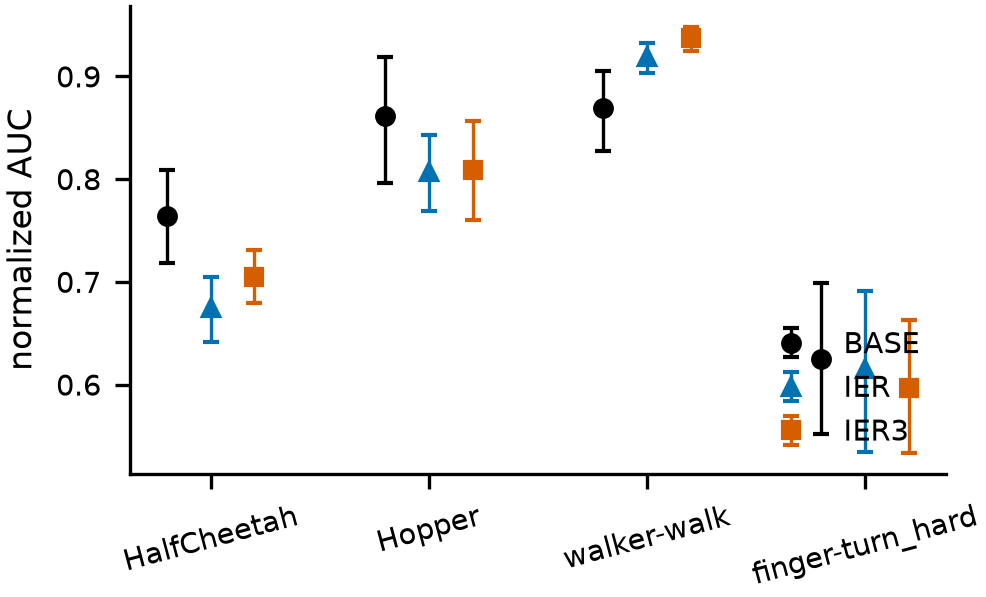 normalized AUC
0.9
0.8
0.7
0.6
BASE
IER
IER3
HalfCheetah
Hopper
walker-walk
finger-turn_hard